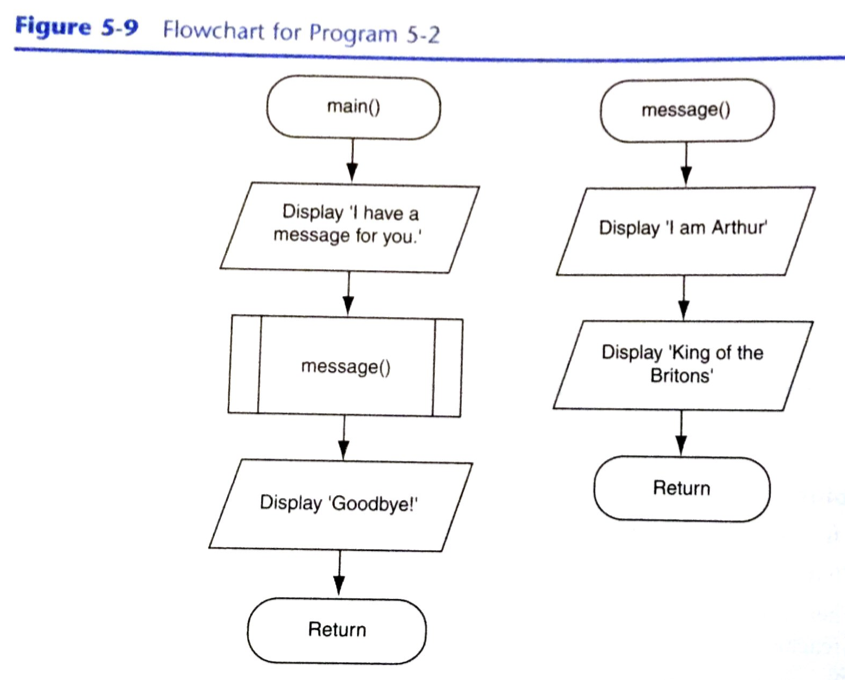 Figure 5-9 Flowchart for Program 5-2
main()
Display 'I have a
message for you.'
message()
Display 'Goodbye!'
Return
message()
Display 'I am Arthur'
Display 'King of the
Britons'
Return